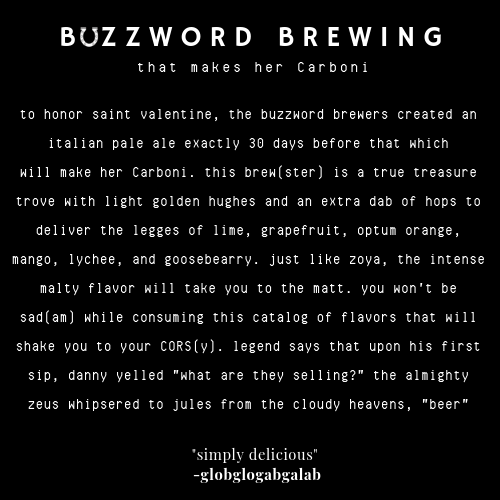 BUZZWORD BREWING
that makes her Carboni
to honor saint valentine, the buzzword brewers created an
italian pale ale exactly 30 days before that which
will make her Carboni. this brew(ster) is a true treasure
trove with light golden hughes and an extra dab of hops to
deliver the legges of lime, grapefruit, optum orange,
mango, lychee, and goosebearry. just like zoya, the intense
malty flavor will take you to the matt. you won't be
sad(am) while consuming this catalog of flavors that will
shake you to your CORS(y). legend says that upon his first
sip, danny yelled "what are they selling?" the almighty
zeus whipsered to jules from the cloudy heavens, "beer"
"simply delicious"
-globglogabgalab